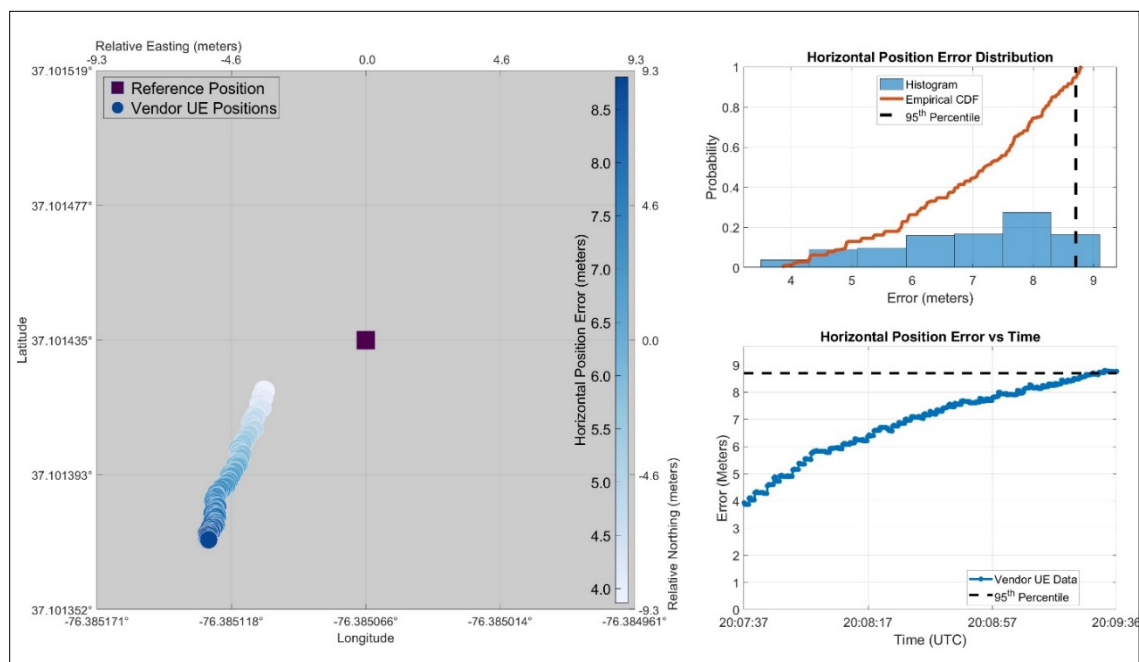 Relative Easting (meters)
-9.3 -4.6 0.0 4.6 9.3
37.101519°
37.101477°
37.101435°
37.101393°
37.101352°
Latitude
Reference Position
Vendor UE Positions
-76.385171° -76.385118° -76.385066° -76.385014° -76.384961°
Longitude
8.5
8.0
7.5
7.0
6.5
6.0
5.5
5.0
4.5
4.0
Horizontal Position Error (meters)
9.3
4.6
0.0
-4.6
-9.3
Relative Northing (meters)
Horizontal Position Error Distribution
Histogram
Empirical CDF
95th Percentile
1
0.8
0.6
0.4
0.2
0
Probability
4 5 6 7 8 9
Error (meters)
Horizontal Position Error vs Time
9
8
7
6
5
4
3
2
1
0
Error (Meters)
Vendor UE Data
95th Percentile
20:07:37 20:08:17 20:08:57 20:09:36
Time (UTC)